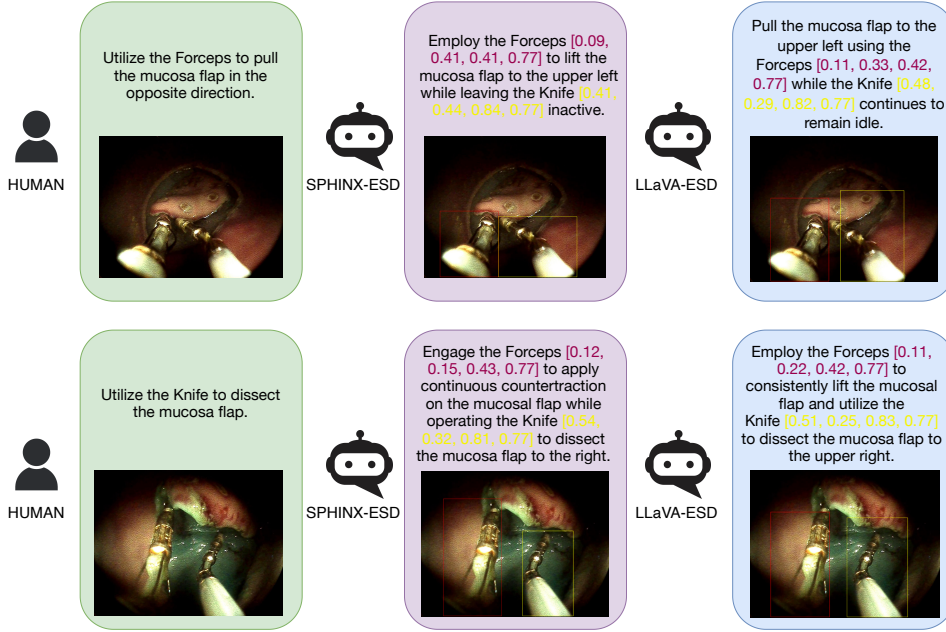 Utilize the Forceps to pull
the mucosa flap in the
opposite direction.
HUMAN
Employ the Forceps [0.09,
0.41, 0.41, 0.77] to lift the
mucosa flap to the upper left
while leaving the Knife [0.41,
0.44, 0.84, 0.77] inactive.
SPHINX-ESD
Pull the mucosa flap to the
upper left using the
Forceps [0.11, 0.33, 0.42,
0.77] while the Knife [0.48,
0.29, 0.82, 0.77] continues to
remain idle.
LLaVA-ESD
Utilize the Knife to dissect
the mucosa flap.
HUMAN
Engage the Forceps [0.12,
0.15, 0.43, 0.77] to apply
continuous countertraction
on the mucosal flap while
operating the Knife [0.54,
0.32, 0.81, 0.77] to dissect
the mucosa flap to the right.
SPHINX-ESD
Employ the Forceps [0.11,
0.22, 0.42, 0.77] to
consistently lift the mucosal
flap and utilize the
Knife [0.51, 0.25, 0.83, 0.77]
to dissect the mucosa flap to
the upper right.
LLaVA-ESD